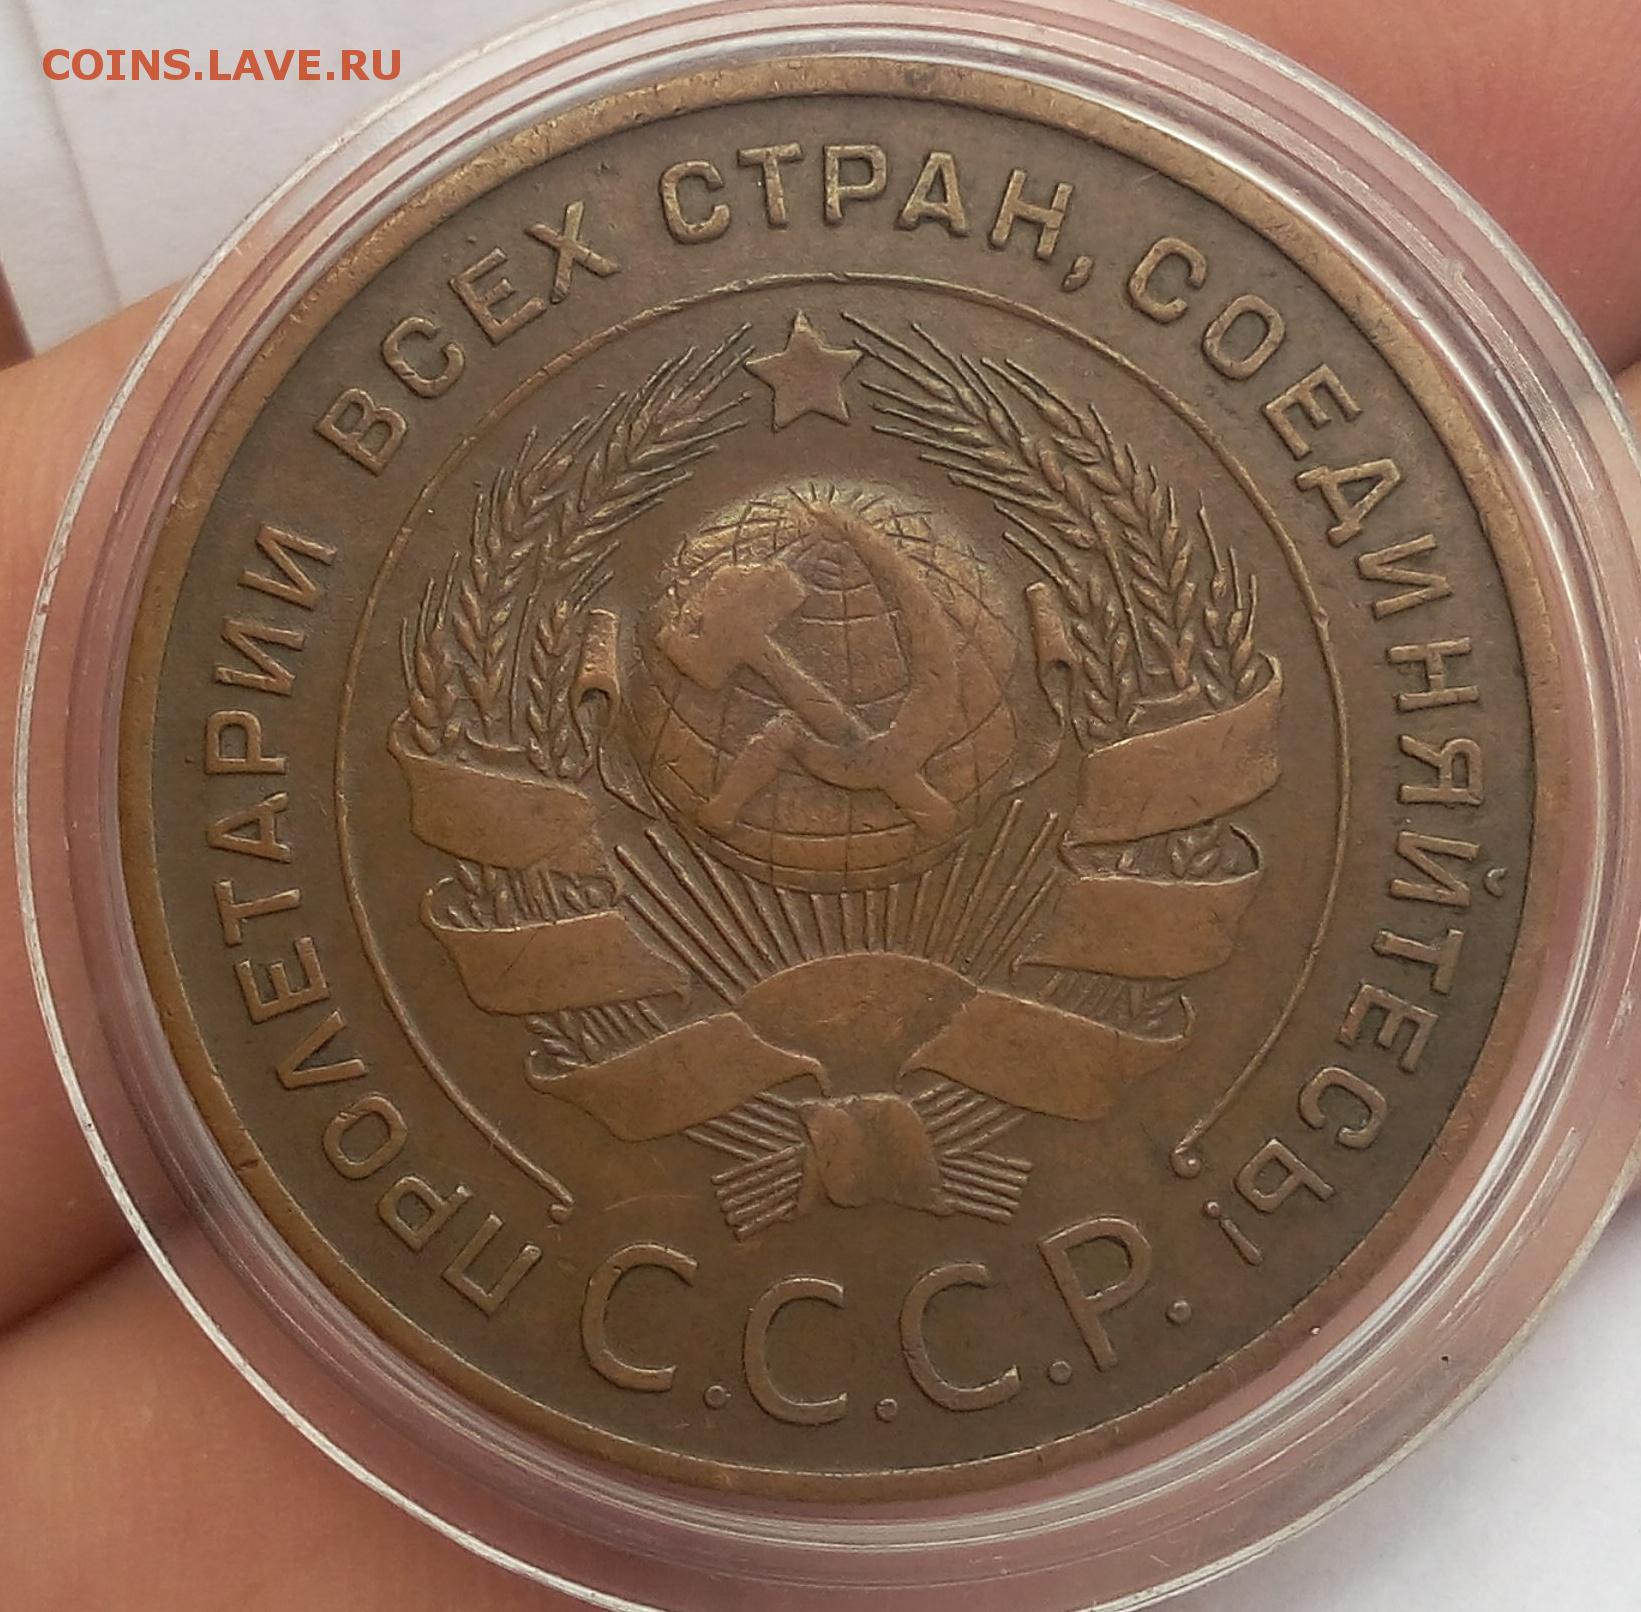 COINS.LAVE.RU
ПРОЛЕТАРИИ ВСЕХ СТРАН, СОЕДИНЯЙТЕСЬ!
С.С.С.Р.